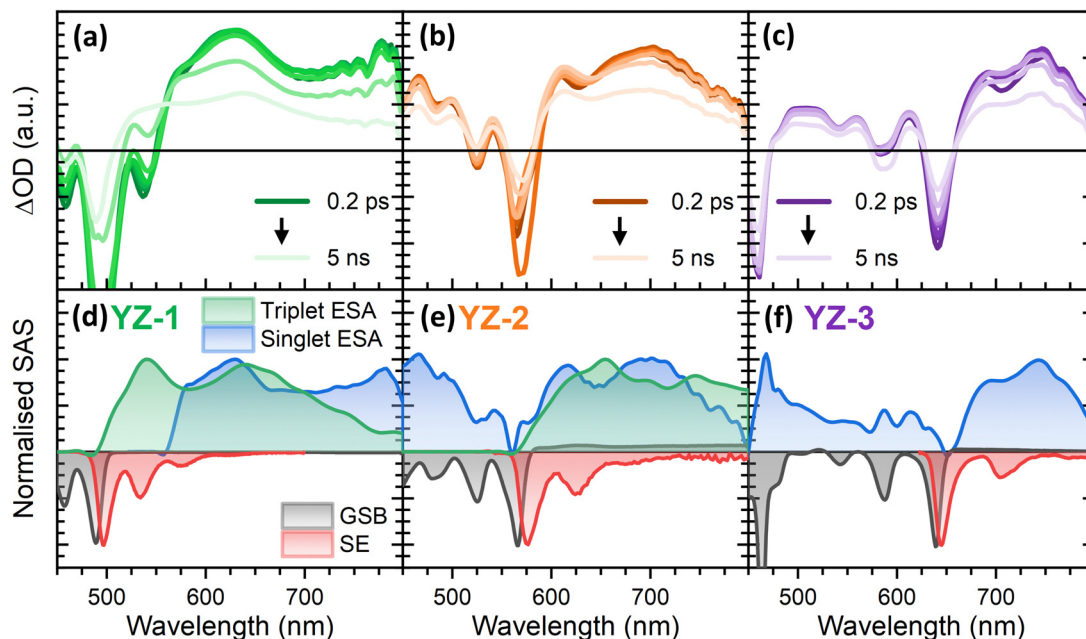 (a)
(b)
(c)
ΔOD (a.u.)
0.2 ps
5 ns
0.2 ps
5 ns
0.2 ps
5 ns
(d) YZ-1
Triplet ESA
Singlet ESA
(e) YZ-2
(f) YZ-3
Normalised SAS
GSB
SE
500 600 700
500 600 700
500 600 700
Wavelength (nm)
Wavelength (nm)
Wavelength (nm)